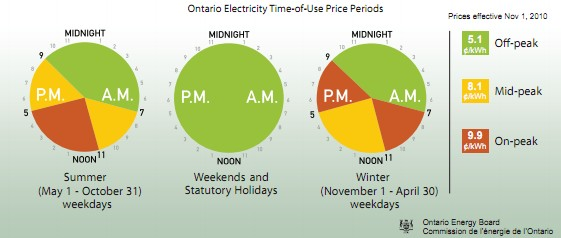 Ontario Electricity Time-of-Use Price Periods
Prices effective Nov 1, 2010
MIDNIGHT
MIDNIGHT
MIDNIGHT
9
9
P.M.
A.M.
P.M.
A.M.
P.M.
A.M.
5
7
5
7
11
11
NOON
NOON
NOON
Summer
(May 1 - October 31)
weekdays
Weekends and
Statutory Holidays
Winter
(November 1 - April 30)
weekdays
5.1
¢/kWh
Off-peak
8.1
¢/kWh
Mid-peak
9.9
¢/kWh
On-peak
Ontario Energy Board
Commission de l'énergie de l'Ontario